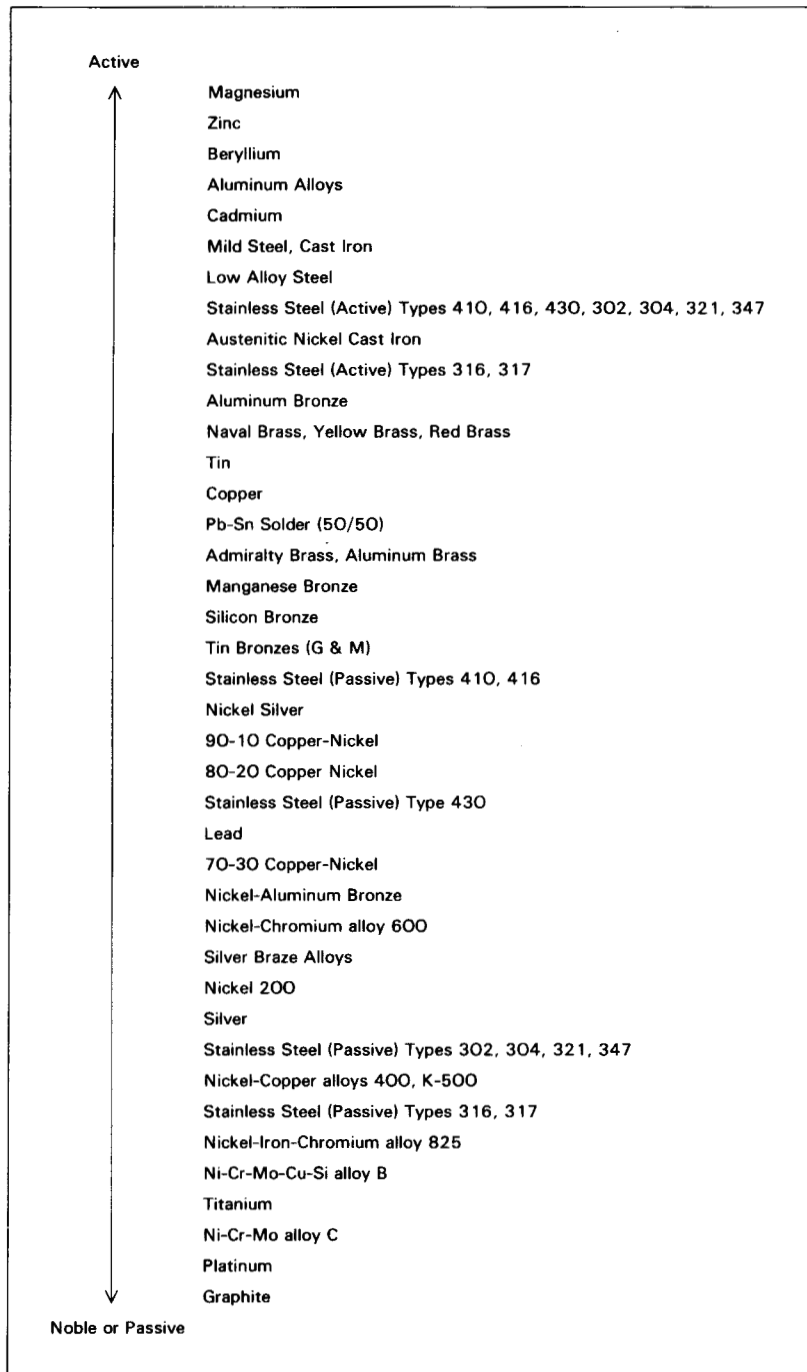 Active
Magnesium
Zinc
Beryllium
Aluminum Alloys
Cadmium
Mild Steel, Cast Iron
Low Alloy Steel
Stainless Steel (Active) Types 410, 416, 430, 302, 304, 321, 347
Austenitic Nickel Cast Iron
Stainless Steel (Active) Types 316, 317
Aluminum Bronze
Naval Brass, Yellow Brass, Red Brass
Tin
Copper
Pb-Sn Solder (50/50)
Admiralty Brass, Aluminum Brass
Manganese Bronze
Silicon Bronze
Tin Bronzes (G & M)
Stainless Steel (Passive) Types 410, 416
Nickel Silver
90-10 Copper-Nickel
80-20 Copper Nickel
Stainless Steel (Passive) Type 430
Lead
70-30 Copper-Nickel
Nickel-Aluminum Bronze
Nickel-Chromium alloy 600
Silver Braze Alloys
Nickel 200
Silver
Stainless Steel (Passive) Types 302, 304, 321, 347
Nickel-Copper alloys 400, K-500
Stainless Steel (Passive) Types 316, 317
Nickel-Iron-Chromium alloy 825
Ni-Cr-Mo-Cu-Si alloy B
Titanium
Ni-Cr-Mo alloy C
Platinum
Graphite
Noble or Passive